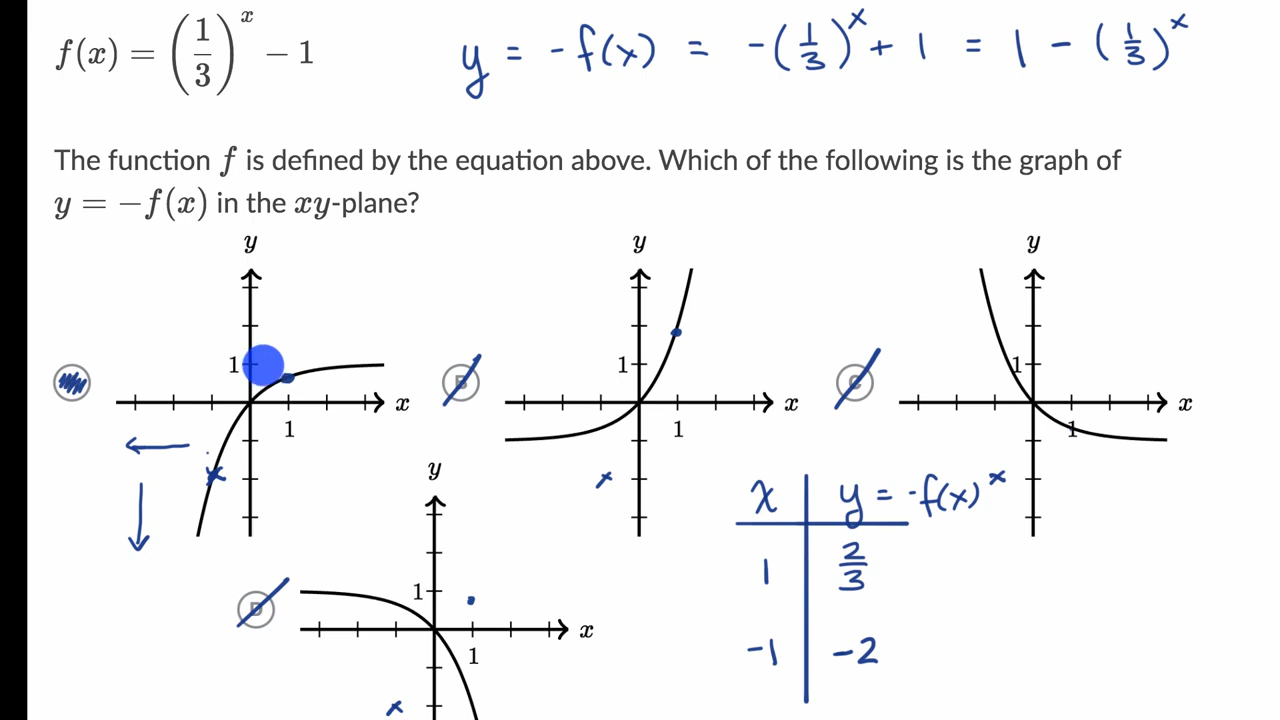 f(x) = (1/3)^x − 1
y = -f(x) = -(1/3)^x + 1 = 1 - (1/3)^x
The function f is defined by the equation above. Which of the following is the graph of
y = −f(x) in the xy-plane?
y y y
1 1 1
B C
x x x
1 1 1
y
x y = -f(x) x
1 2/3
D 1
x
1
-1 -2